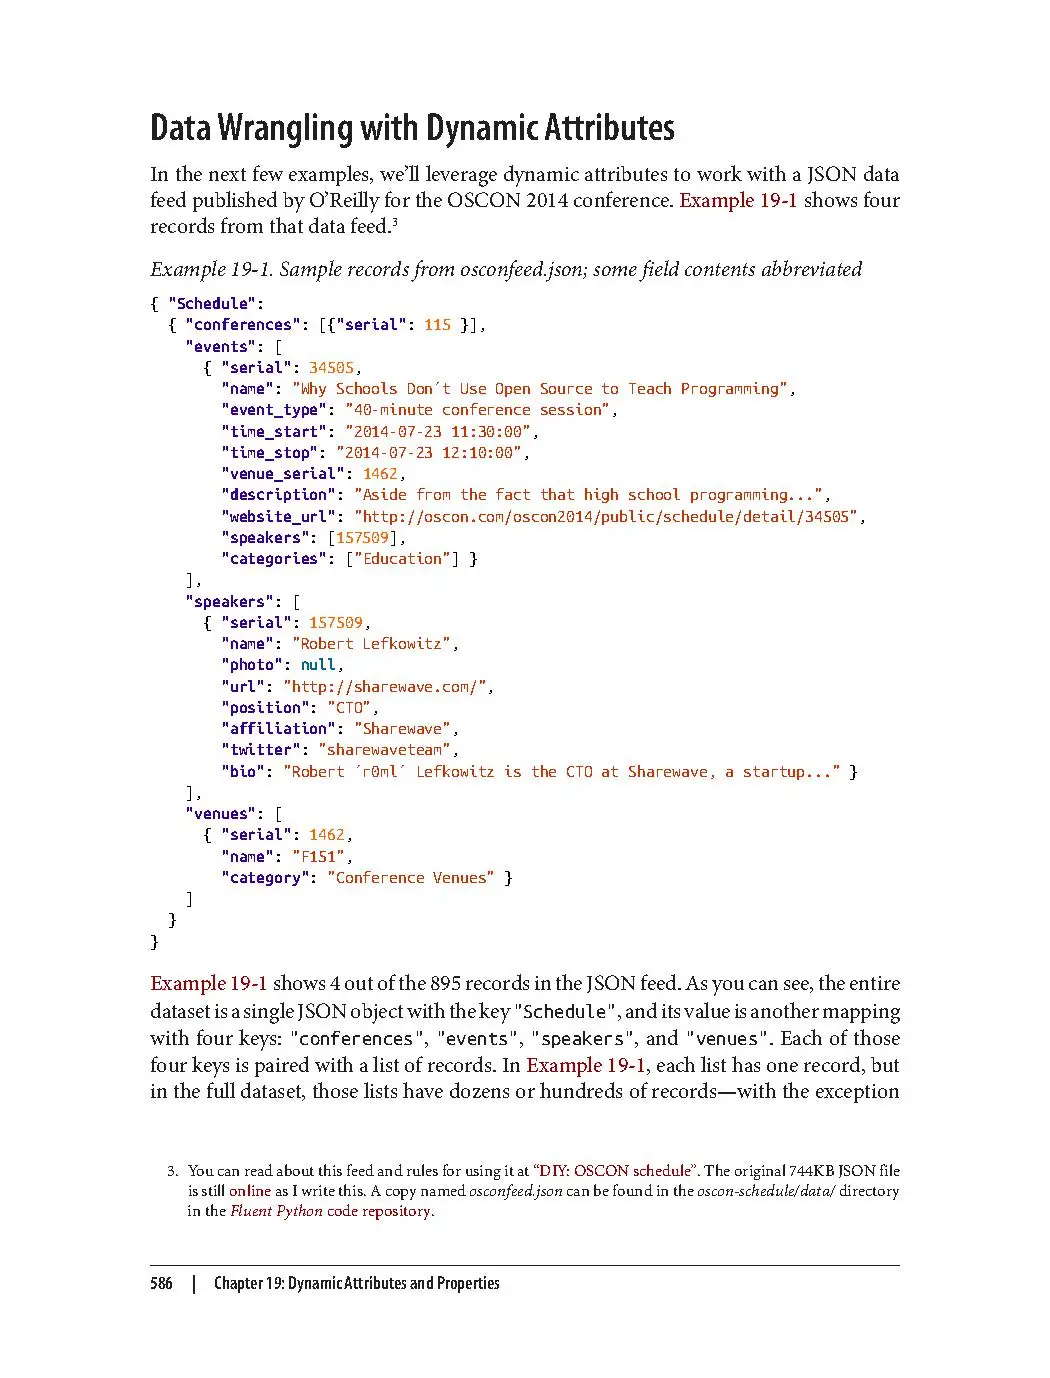 Data Wrangling with Dynamic Attributes
In the next few examples, we’ll leverage dynamic attributes to work with a JSON data
feed published by O’Reilly for the OSCON 2014 conference. Example 19-1 shows four
records from that data feed.3
Example 19-1. Sample records from osconfeed.json; some field contents abbreviated
{ "Schedule":
  { "conferences": [{"serial": 115 }],
    "events": [
      { "serial": 34505,
        "name": "Why Schools Don´t Use Open Source to Teach Programming",
        "event_type": "40-minute conference session",
        "time_start": "2014-07-23 11:30:00",
        "time_stop": "2014-07-23 12:10:00",
        "venue_serial": 1462,
        "description": "Aside from the fact that high school programming...",
        "website_url": "http://oscon.com/oscon2014/public/schedule/detail/34505",
        "speakers": [157509],
        "categories": ["Education"] }
    ],
    "speakers": [
      { "serial": 157509,
        "name": "Robert Lefkowitz",
        "photo": null,
        "url": "http://sharewave.com/",
        "position": "CTO",
        "affiliation": "Sharewave",
        "twitter": "sharewaveteam",
        "bio": "Robert ´r0ml´ Lefkowitz is the CTO at Sharewave, a startup..." }
    ],
    "venues": [
      { "serial": 1462,
        "name": "F151",
        "category": "Conference Venues" }
    ]
  }
}
Example 19-1 shows 4 out of the 895 records in the JSON feed. As you can see, the entire
dataset is a single JSON object with the key "Schedule", and its value is another mapping
with four keys: "conferences", "events", "speakers", and "venues". Each of those
four keys is paired with a list of records. In Example 19-1, each list has one record, but
in the full dataset, those lists have dozens or hundreds of records—with the exception
3. You can read about this feed and rules for using it at “DIY: OSCON schedule”. The original 744KB JSON file
is still online as I write this. A copy named osconfeed.json can be found in the oscon-schedule/data/ directory
in the Fluent Python code repository.
586 | Chapter 19: Dynamic Attributes and Properties